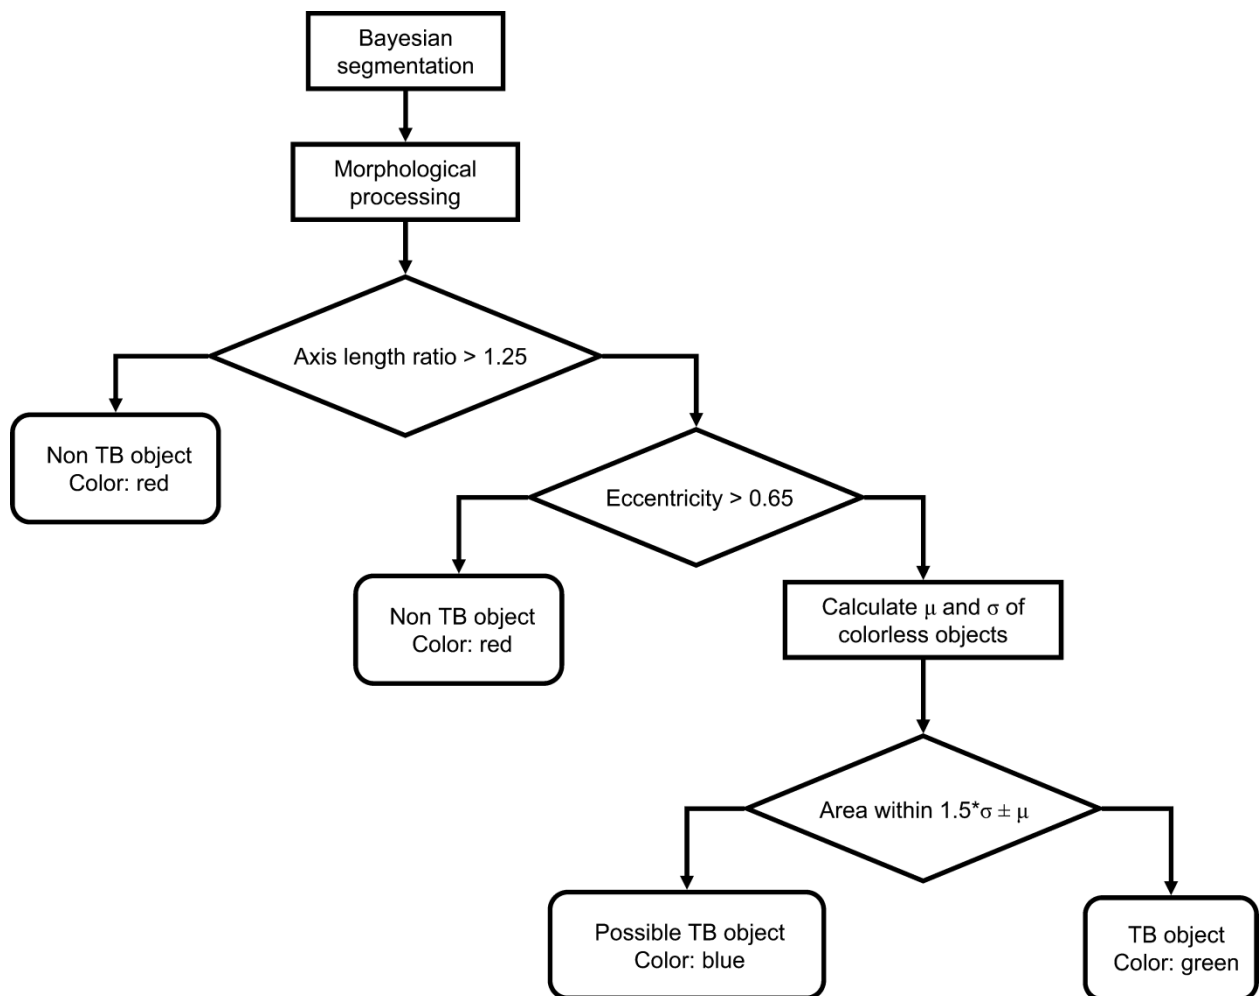 Bayesian
segmentation
Morphological
processing
Axis length ratio > 1.25
Non TB object
Color: red
Eccentricity > 0.65
Non TB object
Color: red
Calculate μ and σ of
colorless objects
Area within 1.5*σ ± μ
Possible TB object
Color: blue
TB object
Color: green